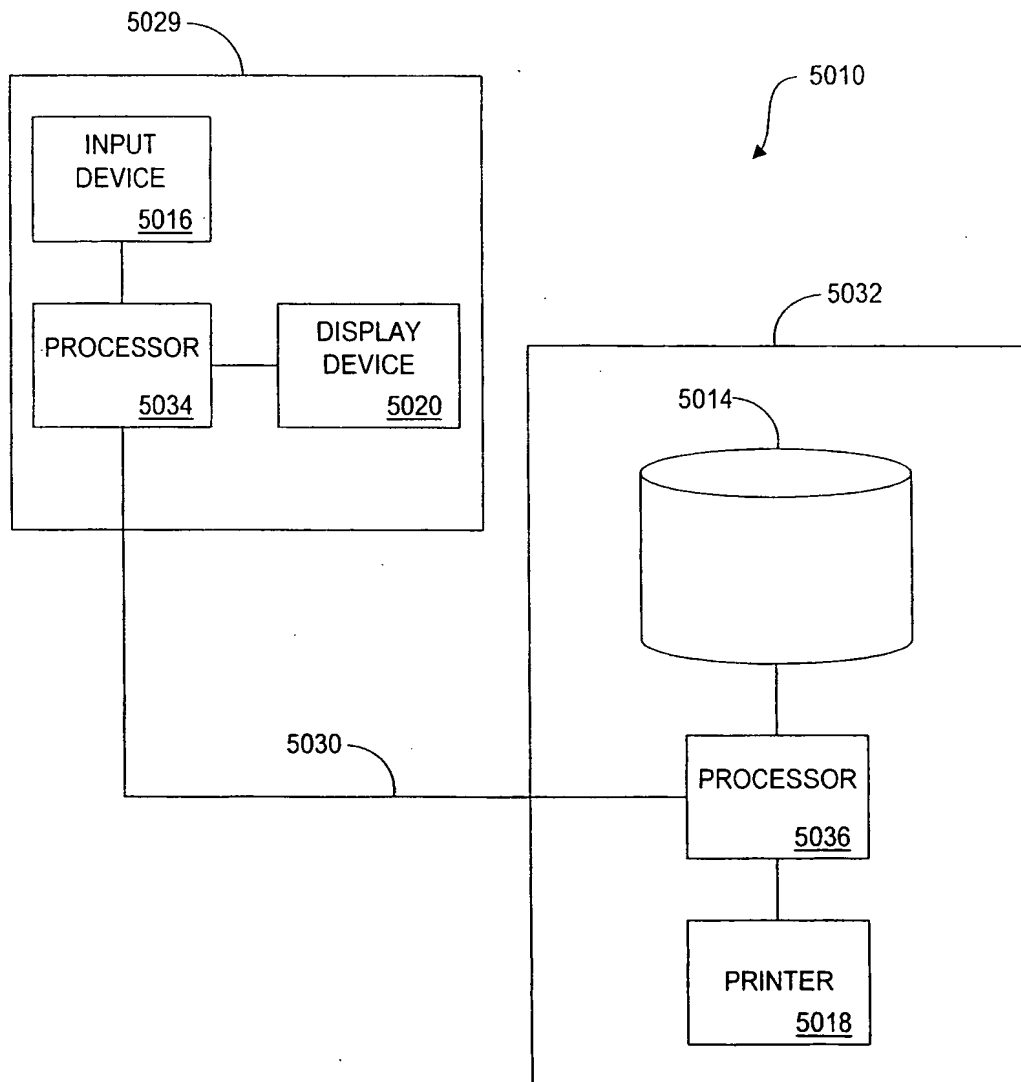 5029
5010
INPUT
DEVICE
5016
5032
PROCESSOR
5034
DISPLAY
DEVICE
5020
5014
5030
PROCESSOR
5036
PRINTER
5018